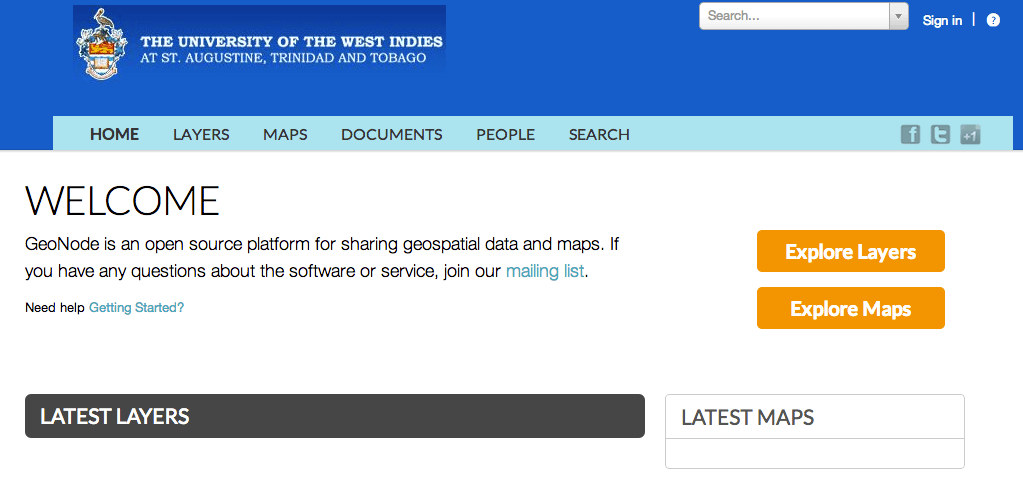 THE UNIVERSITY OF THE WEST INDIES
AT ST. AUGUSTINE, TRINIDAD AND TOBAGO
Search...
Sign in | ?
HOME LAYERS MAPS DOCUMENTS PEOPLE SEARCH
f t +1
WELCOME
GeoNode is an open source platform for sharing geospatial data and maps. If
you have any questions about the software or service, join our mailing list.
Need help Getting Started?
Explore Layers
Explore Maps
LATEST LAYERS
LATEST MAPS